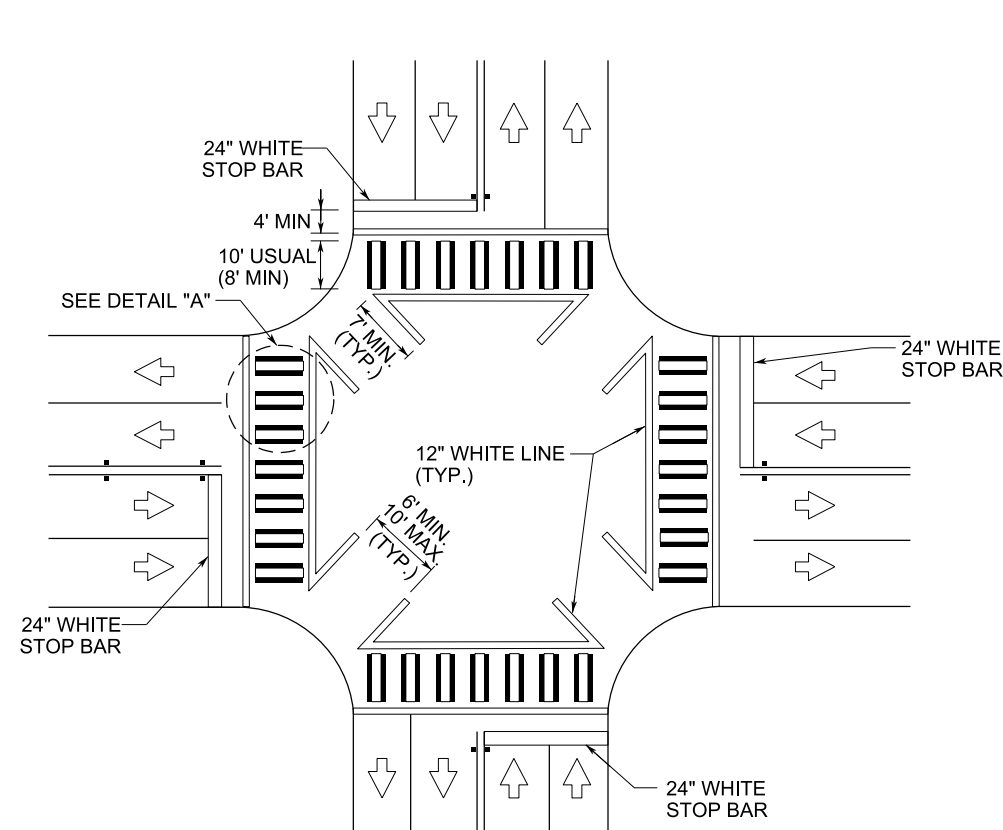 24" WHITE
STOP BAR
4' MIN
10' USUAL
(8' MIN)
SEE DETAIL "A"
7' MIN.
(TYP.)
24" WHITE
STOP BAR
12" WHITE LINE
(TYP.)
6' MIN.
10' MAX.
(TYP.)
24" WHITE
STOP BAR
24" WHITE
STOP BAR